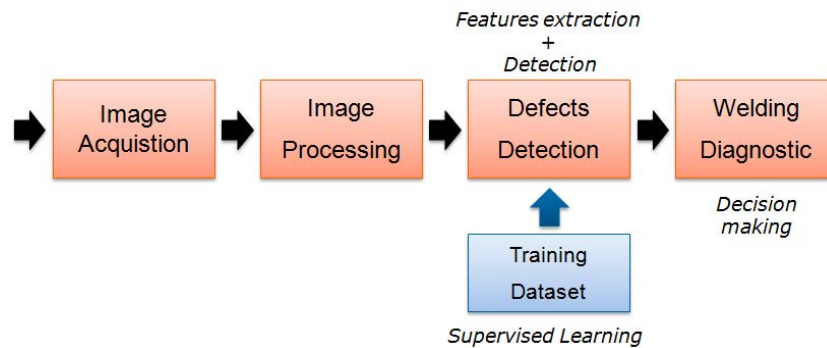 Features extraction
+
Detection
Image
Acquistion
Image
Processing
Defects
Detection
Welding
Diagnostic
Decision
making
Training
Dataset
Supervised Learning